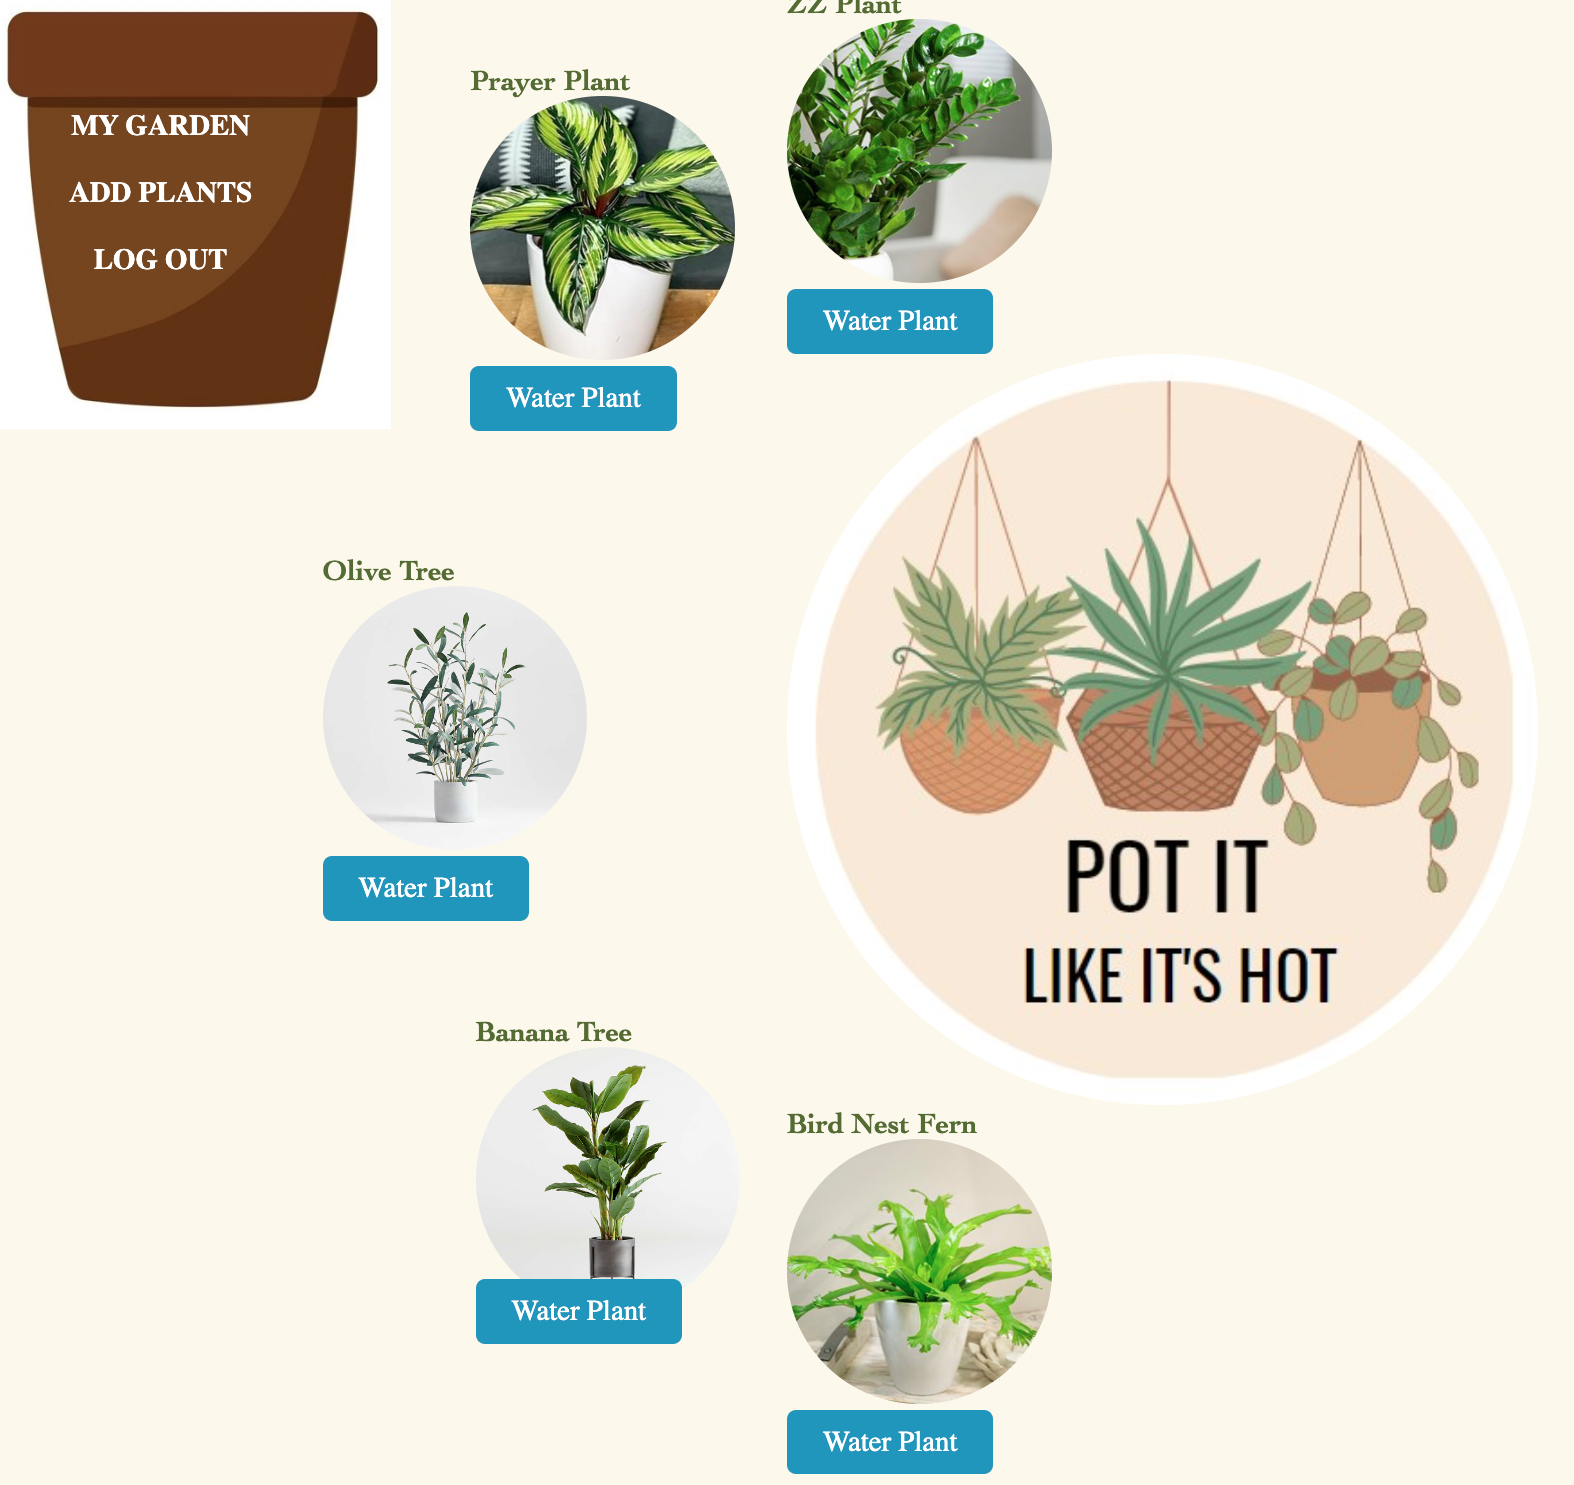 MY GARDEN
ADD PLANTS
LOG OUT
ZZ Plant
Water Plant
Prayer Plant
Water Plant
Olive Tree
Water Plant
POT IT
LIKE IT'S HOT
Banana Tree
Water Plant
Bird Nest Fern
Water Plant